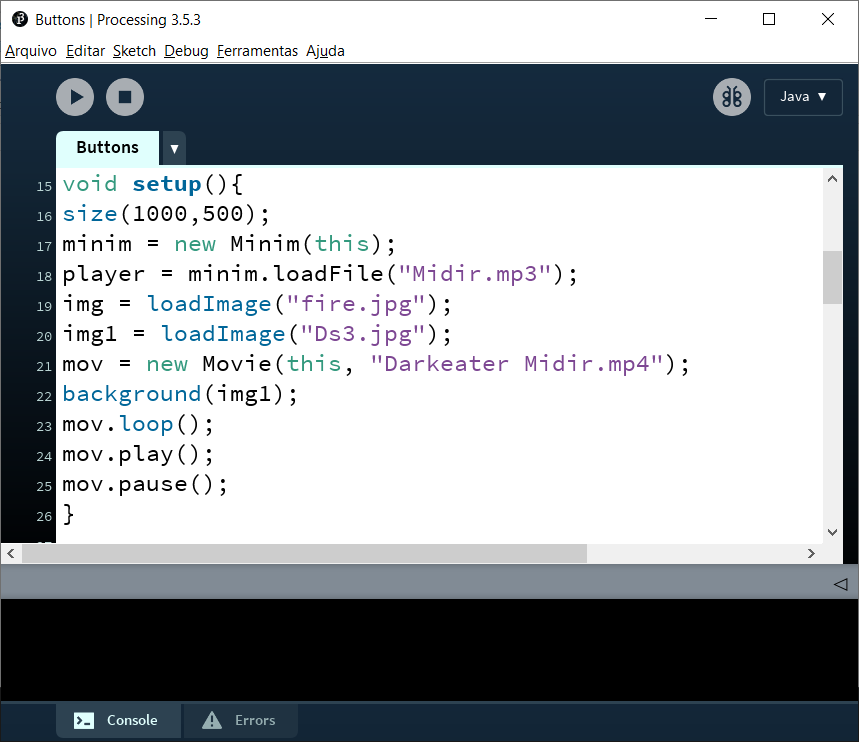 Buttons | Processing 3.5.3
Arquivo Editar Sketch Debug Ferramentas Ajuda
Java ▼
Buttons ▼
15 void setup(){
16 size(1000,500);
17 minim = new Minim(this);
18 player = minim.loadFile("Midir.mp3");
19 img = loadImage("fire.jpg");
20 img1 = loadImage("Ds3.jpg");
21 mov = new Movie(this, "Darkeater Midir.mp4");
22 background(img1);
23 mov.loop();
24 mov.play();
25 mov.pause();
26 }
Console Errors